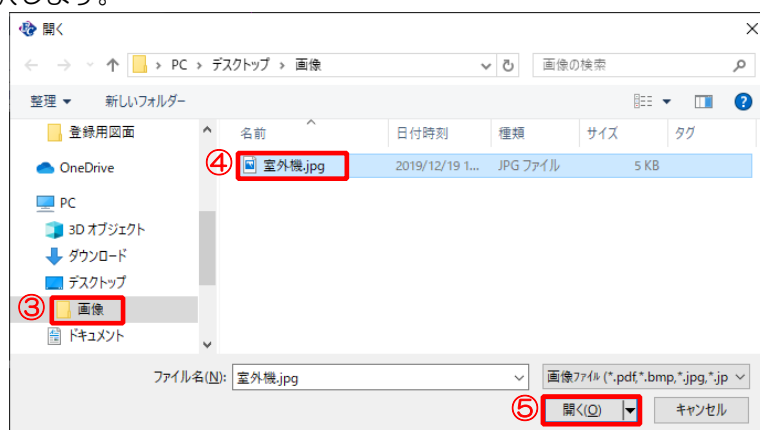 します。
開く
PC › デスクトップ › 画像
画像の検索
整理 ▼ 新しいフォルダー
登録用図面
OneDrive
PC
3D オブジェクト
ダウンロード
デスクトップ
③ 画像
ドキュメント
名前 日付時刻 種類 サイズ タグ
④ 室外機.jpg 2019/12/19 1... JPG ファイル 5 KB
ファイル名(N): 室外機.jpg
画像ファイル (*.pdf,*.bmp,*.jpg,*.jp
⑤ 開く(O) キャンセル